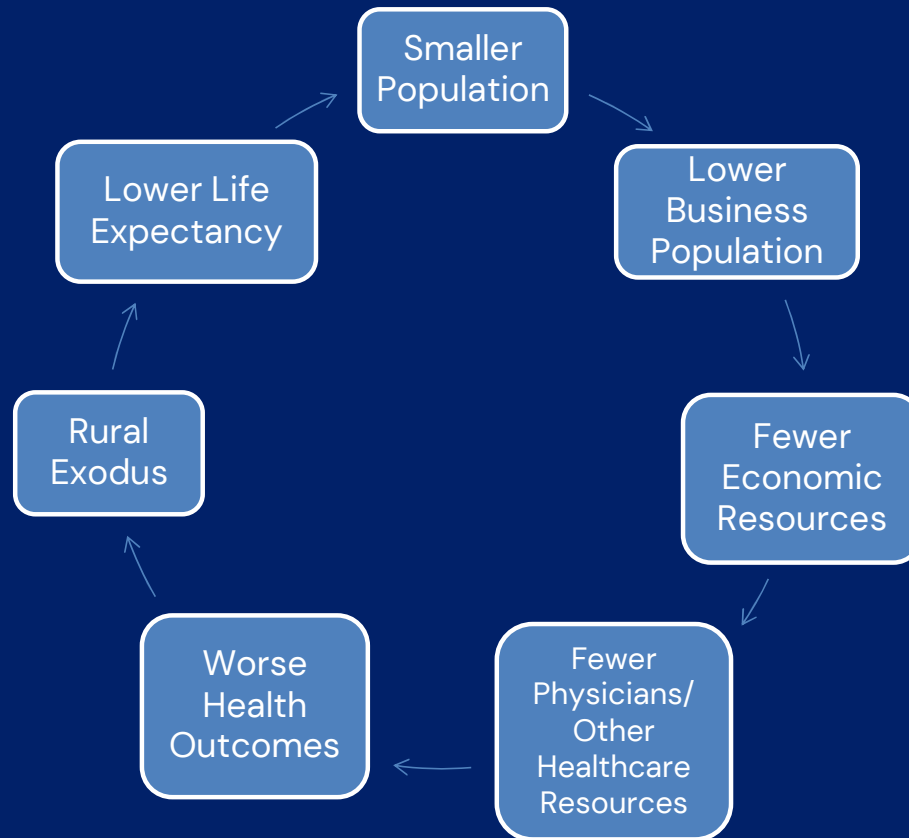 Smaller
Population
Lower
Business
Population
Fewer
Economic
Resources
Fewer
Physicians/
Other
Healthcare
Resources
Worse
Health
Outcomes
Rural
Exodus
Lower Life
Expectancy